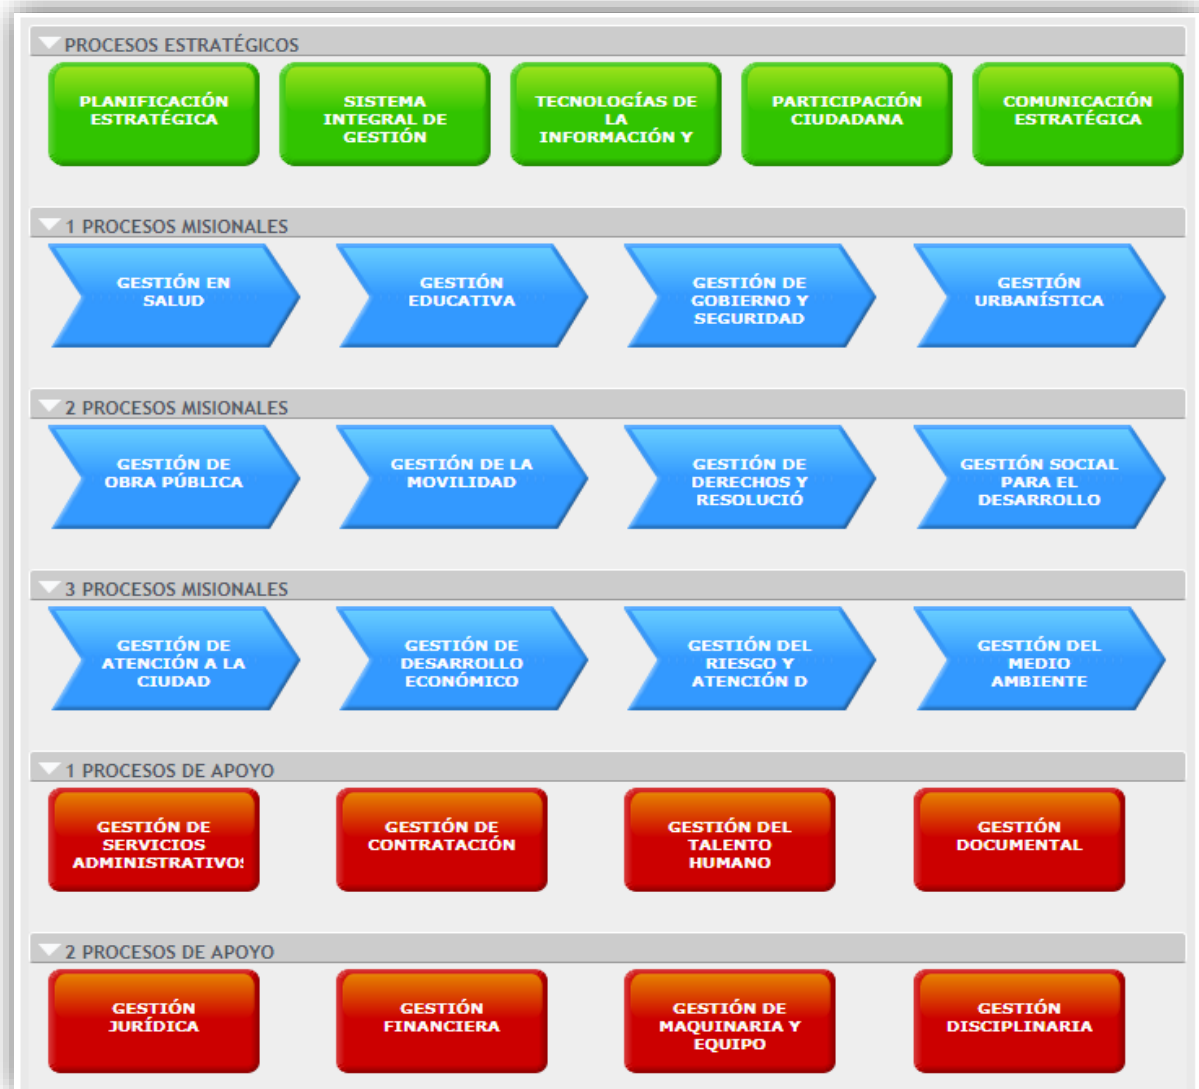 PROCESOS ESTRATÉGICOS
PLANIFICACIÓN
ESTRATÉGICA
SISTEMA
INTEGRAL DE
GESTIÓN
TECNOLOGÍAS DE
LA
INFORMACIÓN Y
PARTICIPACIÓN
CIUDADANA
COMUNICACIÓN
ESTRATÉGICA
1 PROCESOS MISIONALES
GESTIÓN EN
SALUD
GESTIÓN
EDUCATIVA
GESTIÓN DE
GOBIERNO Y
SEGURIDAD
GESTIÓN
URBANÍSTICA
2 PROCESOS MISIONALES
GESTIÓN DE
OBRA PÚBLICA
GESTIÓN DE LA
MOVILIDAD
GESTIÓN DE
DERECHOS Y
RESOLUCIÓ
GESTIÓN SOCIAL
PARA EL
DESARROLLO
3 PROCESOS MISIONALES
GESTIÓN DE
ATENCIÓN A LA
CIUDAD
GESTIÓN DE
DESARROLLO
ECONÓMICO
GESTIÓN DEL
RIESGO Y
ATENCIÓN D
GESTIÓN DEL
MEDIO
AMBIENTE
1 PROCESOS DE APOYO
GESTIÓN DE
SERVICIOS
ADMINISTRATIVOS
GESTIÓN DE
CONTRATACIÓN
GESTIÓN DEL
TALENTO
HUMANO
GESTIÓN
DOCUMENTAL
2 PROCESOS DE APOYO
GESTIÓN
JURÍDICA
GESTIÓN
FINANCIERA
GESTIÓN DE
MAQUINARIA Y
EQUIPO
GESTIÓN
DISCIPLINARIA